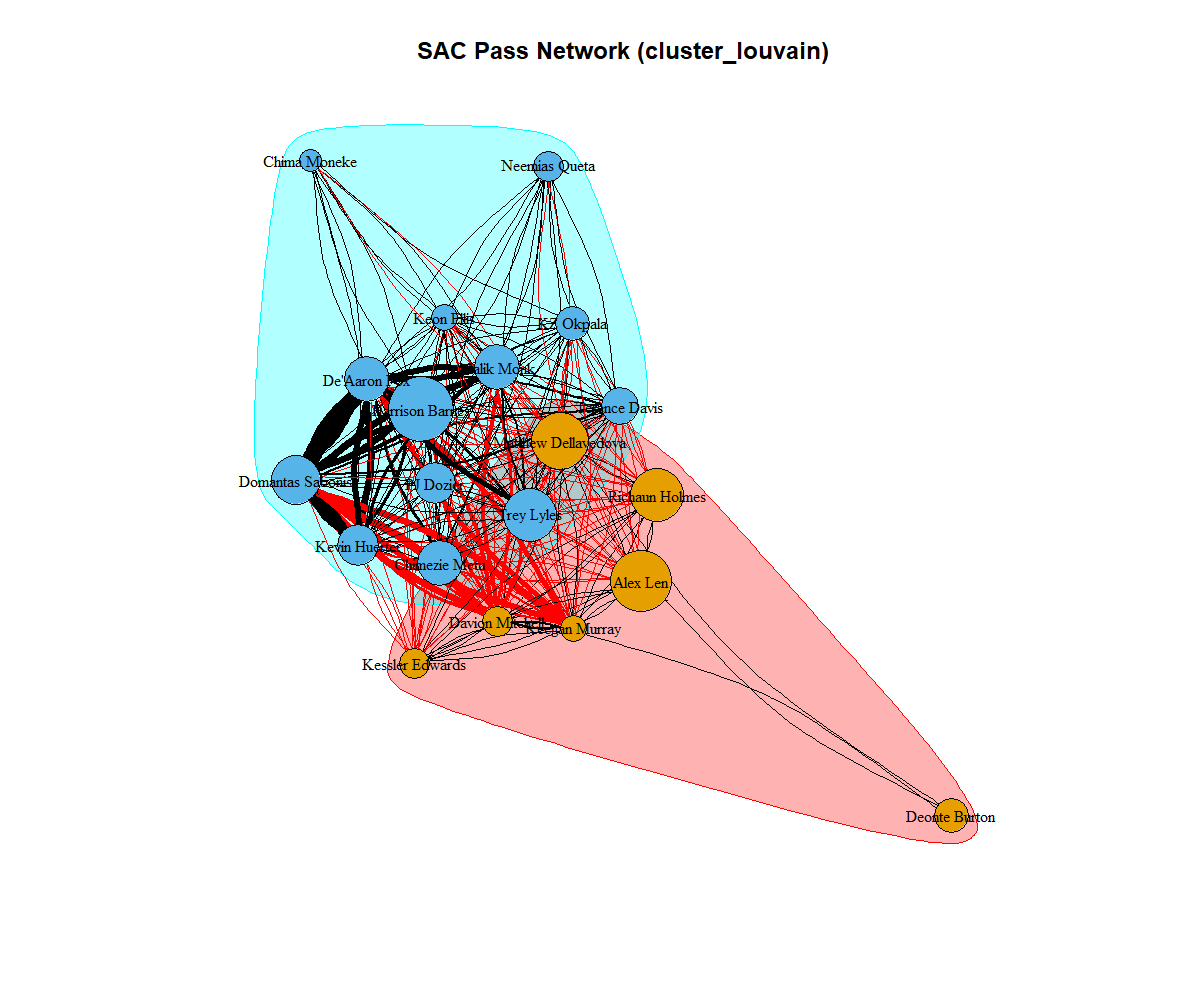 SAC Pass Network (cluster_louvain)
Chima Moneke
Neemias Queta
Keon Ellis
KZ Okpala
Malik Monk
De'Aaron Fox
Harrison Barnes
Terence Davis
Matthew Dellavedova
Domantas Sabonis
PJ Dozier
Richaun Holmes
Trey Lyles
Kevin Huerter
Chimezie Metu
Alex Len
Davion Mitchell
Keegan Murray
Kessler Edwards
Deonte Burton